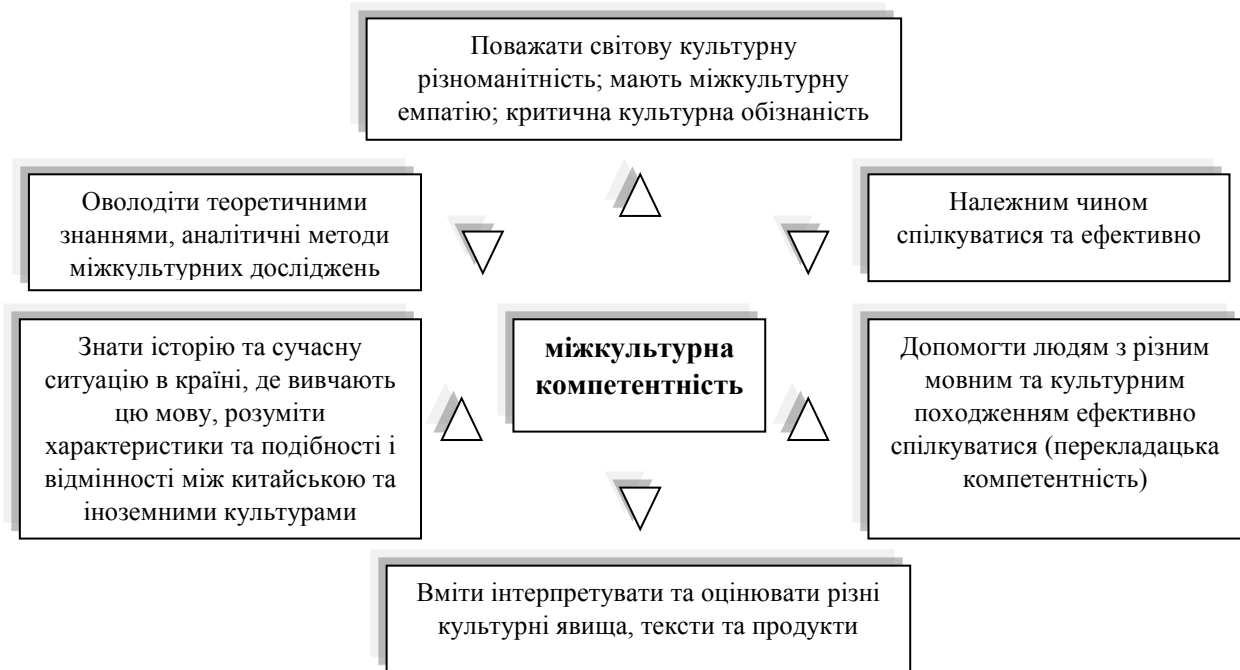 Поважати світову культурну
різноманітність; мають міжкультурну
емпатію; критична культурна обізнаність
Оволодіти теоретичними
знаннями, аналітичні методи
міжкультурних досліджень
Належним чином
спілкуватися та ефективно
Знати історію та сучасну
ситуацію в країні, де вивчають
цю мову, розуміти
характеристики та подібності і
відмінності між китайською та
іноземними культурами
міжкультурна
компетентність
Допомогти людям з різним
мовним та культурним
походженням ефективно
спілкуватися (перекладацька
компетентність)
Вміти інтерпретувати та оцінювати різні
культурні явища, тексти та продукти